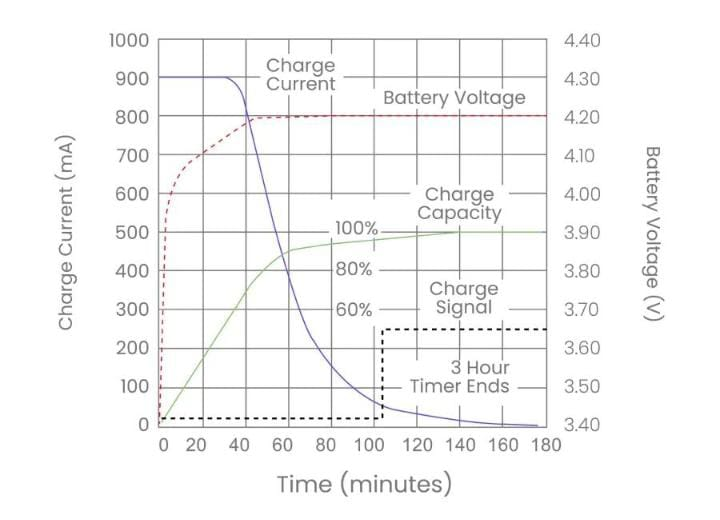 1000
900
800
700
600
500
400
300
200
100
0
Charge Current (mA)
4.40
4.30
4.20
4.10
4.00
3.90
3.80
3.70
3.60
3.50
3.40
Battery Voltage (V)
Charge
Current
Battery Voltage
Charge
Capacity
100%
80%
60%
Charge
Signal
3 Hour
Timer Ends
0 20 40 60 80 100 120 140 160 180
Time (minutes)